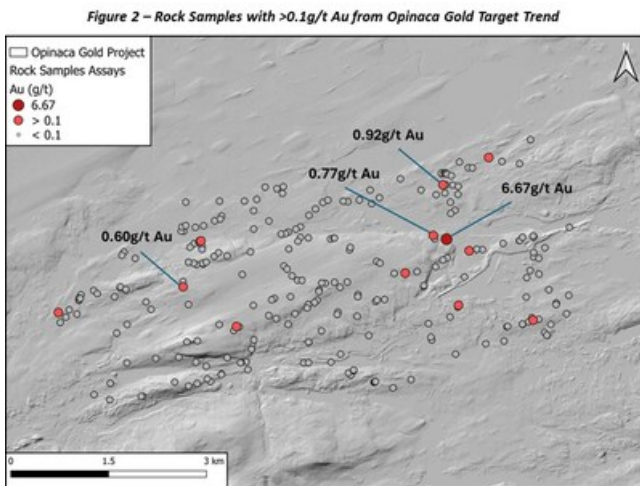 Figure 2 – Rock Samples with >0.1g/t Au from Opinaca Gold Target Trend
Opinaca Gold Project
Rock Samples Assays
Au (g/t)
6.67
> 0.1
< 0.1
N
0.92g/t Au
0.77g/t Au
6.67g/t Au
0.60g/t Au
0 1.5 3 km